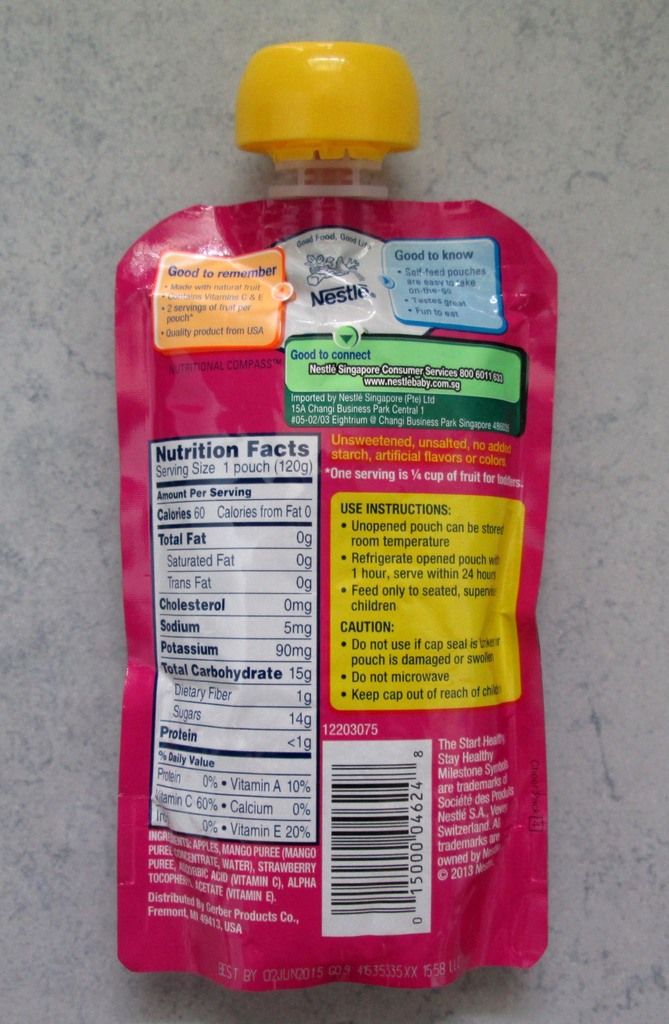 Good Food, Good Life
Nestlé
Good to remember
• Made with natural fruit
• Contains Vitamins C & E
• 2 servings of fruit per
pouch*
• Quality product from USA
NUTRITIONAL COMPASS™
Good to know
• Self-feed pouches
are easy to take
on-the-go
• Tastes great
• Fun to eat
Good to connect
Nestlé Singapore Consumer Services 800 6011 633
www.nestlebaby.com.sg
Imported by Nestlé Singapore (Pte) Ltd
15A Changi Business Park Central 1
#05-02/03 Eightrium @ Changi Business Park Singapore 486035
Nutrition Facts
Serving Size 1 pouch (120g)
Amount Per Serving
Calories 60 Calories from Fat 0
Total Fat 0g
Saturated Fat 0g
Trans Fat 0g
Cholesterol 0mg
Sodium 5mg
Potassium 90mg
Total Carbohydrate 15g
Dietary Fiber 1g
Sugars 14g
Protein <1g
% Daily Value
Protein 0% • Vitamin A 10%
Vitamin C 60% • Calcium 0%
Iron 0% • Vitamin E 20%
INGREDIENTS: APPLES, MANGO PUREE (MANGO
PUREE CONCENTRATE, WATER), STRAWBERRY
PUREE, ASCORBIC ACID (VITAMIN C), ALPHA
TOCOPHERYL ACETATE (VITAMIN E).
Distributed By Gerber Products Co.,
Fremont, MI 49413, USA
Unsweetened, unsalted, no added
starch, artificial flavors or colors
*One serving is ¼ cup of fruit for toddlers.
USE INSTRUCTIONS:
• Unopened pouch can be stored
room temperature
• Refrigerate opened pouch with
1 hour, serve within 24 hours
• Feed only to seated, supervi
children
CAUTION:
• Do not use if cap seal is broken or
pouch is damaged or swollen
• Do not microwave
• Keep cap out of reach of child
12203075
0 15000 04624 8
The Start Healthy
Stay Healthy
Milestone Symbols
are trademarks of
Société des Produits
Nestlé S.A., Vevey
Switzerland. All
trademarks are
owned by Nestlé
© 2013 Nestlé
BEST BY 02JUN2015 GO9 41535335XX 1558